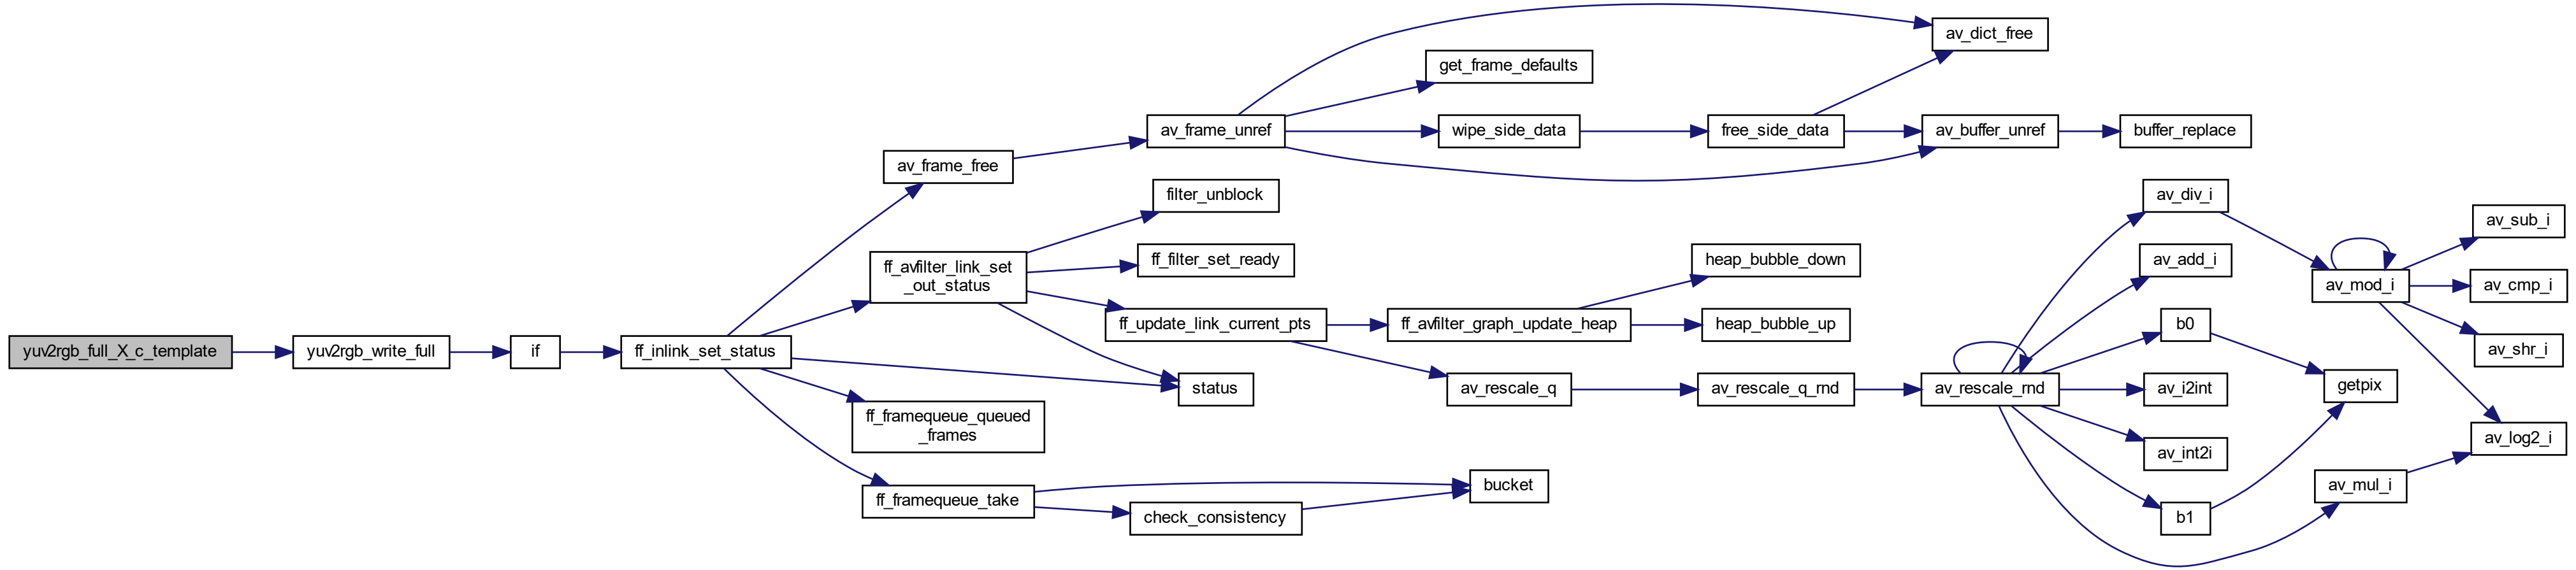 yuv2rgb_full_X_c_template
yuv2rgb_write_full
if
ff_inlink_set_status
av_frame_free
ff_avfilter_link_set
_out_status
ff_framequeue_queued
_frames
ff_framequeue_take
av_frame_unref
filter_unblock
ff_filter_set_ready
ff_update_link_current_pts
status
check_consistency
get_frame_defaults
wipe_side_data
ff_avfilter_graph_update_heap
av_rescale_q
bucket
free_side_data
heap_bubble_down
heap_bubble_up
av_rescale_q_rnd
av_dict_free
av_buffer_unref
av_rescale_rnd
buffer_replace
av_div_i
av_add_i
b0
av_i2int
av_int2i
b1
av_mod_i
getpix
av_mul_i
av_sub_i
av_cmp_i
av_shr_i
av_log2_i